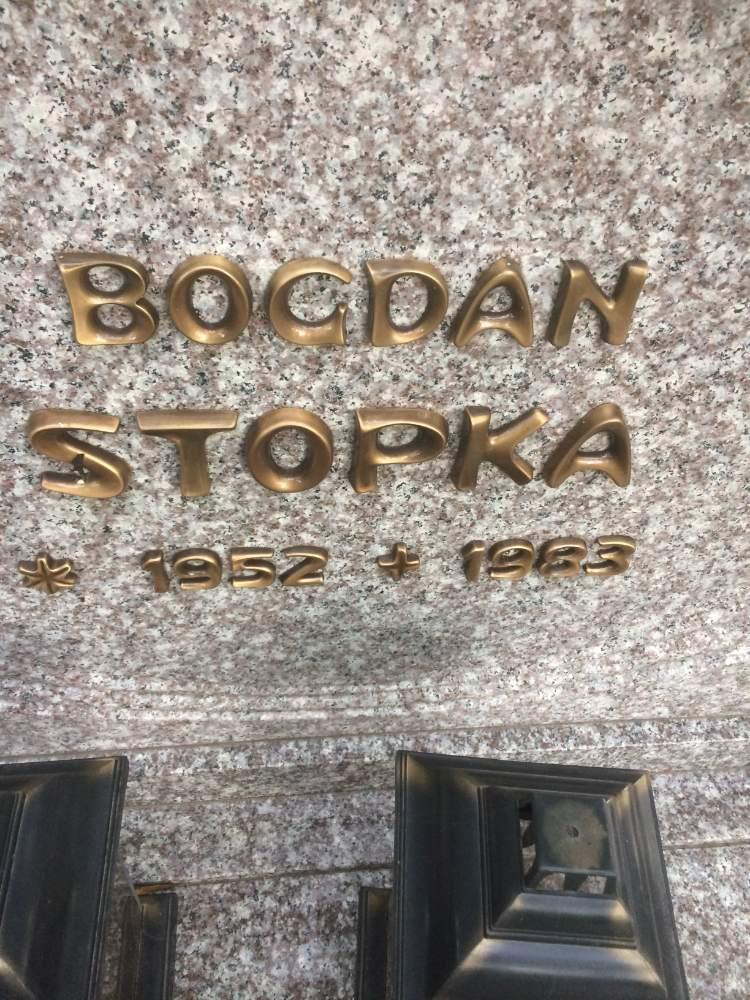 BOGDAN
STOPKA
* 1952 + 1983